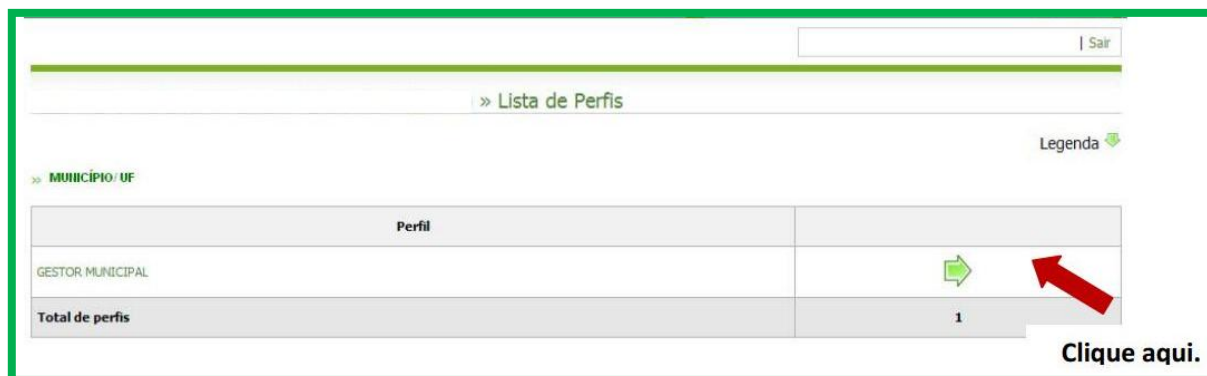 | Sair
» Lista de Perfis
Legenda
» MUNICÍPIO/ UF
Perfil
GESTOR MUNICIPAL
Total de perfis 1
Clique aqui.